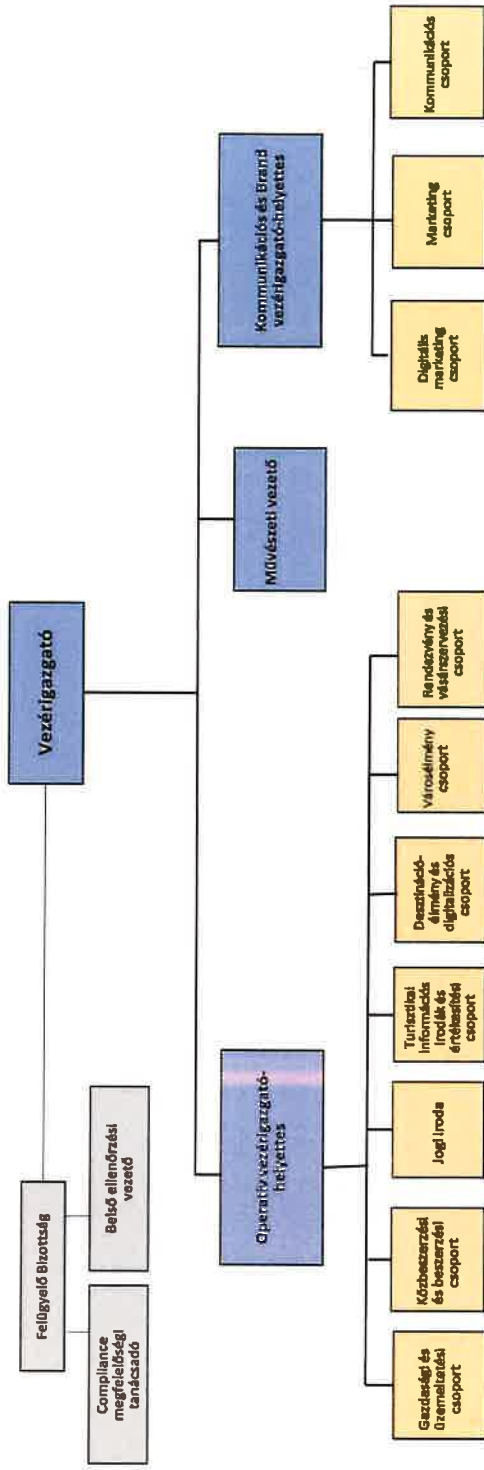 Vezérigazgató
Felügyelő Bizottság
Compliance
megfelelőségi
tanácsadó
Belső ellenőrzési
vezető
Operatív vezérigazgató-
helyettes
Művészeti vezető
Kommunikációs és Brand
vezérigazgató-helyettes
Gazdasági és
üzemeltetési
csoport
Közbeszerzési
és beszerzési
csoport
Jogi iroda
Turisztikai
Információs
Irodák és
értékesítési
csoport
Desztináció-
élmény és
digitalizációs
csoport
Városélmény
csoport
Rendezvény és
vásárszervezési
csoport
Digitális
marketing
csoport
Marketing
csoport
Kommunikációs
csoport